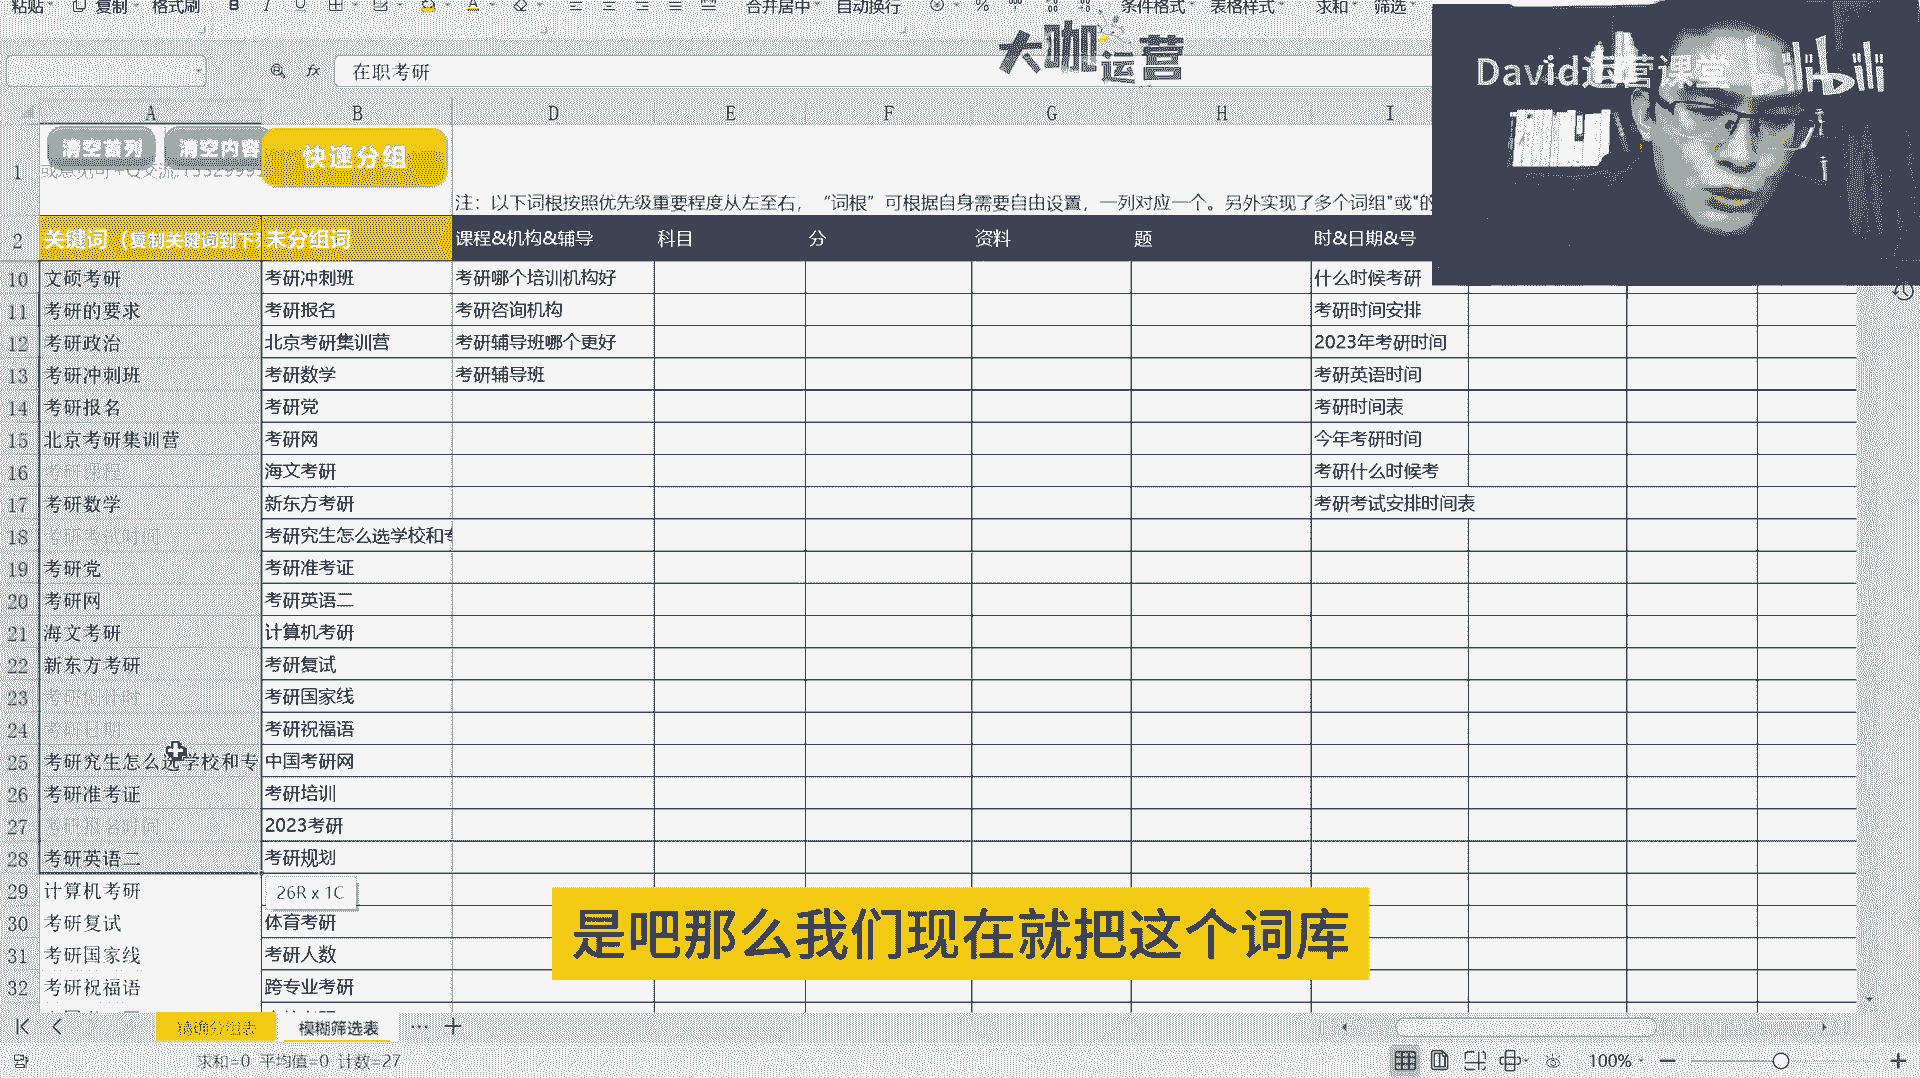 粘贴 复制 格式刷 B I U 合并居中 自动换行 % 条件格式 表格样式 求和 筛选
大咖运营
David运营课堂 bilibili
fx 在职考研
A B D E F G H I
清空首列 清空内容 快速分组
1
注：以下词根按照优先级重要程度从左至右，“词根”可根据自身需要自由设置，一列对应一个。另外实现了多个词组"或"的
2 关键词（复制关键词到下列 未分组词 课程&机构&辅导 科目 分 资料 题 时&日期&号
10 文硕考研 考研冲刺班 考研哪个培训机构好 什么时候考研
11 考研的要求 考研报名 考研咨询机构 考研时间安排
12 考研政治 北京考研集训营 考研辅导班哪个更好 2023年考研时间
13 考研冲刺班 考研数学 考研辅导班 考研英语时间
14 考研报名 考研党 考研时间表
15 北京考研集训营 考研网 今年考研时间
16 考研课程 海文考研 考研什么时候考
17 考研数学 新东方考研 考研考试安排时间表
18 考研考试时间 考研究生怎么选学校和专
19 考研党 考研准考证
20 考研网 考研英语二
21 海文考研 计算机考研
22 新东方考研 考研复试
23 考研倒计时 考研国家线
24 考研日期 考研祝福语
25 考研究生怎么选学校和专 中国考研网
26 考研准考证 考研培训
27 考研报名时间 2023考研
28 考研英语二 考研规划
29 计算机考研 26R x 1C
30 考研复试 体育考研
31 考研国家线 考研人数
32 考研祝福语 跨专业考研
是吧那么我们现在就把这个词库
精确分组表 模糊筛选表 ··· +
求和=0 平均值=0 计数=27 100%